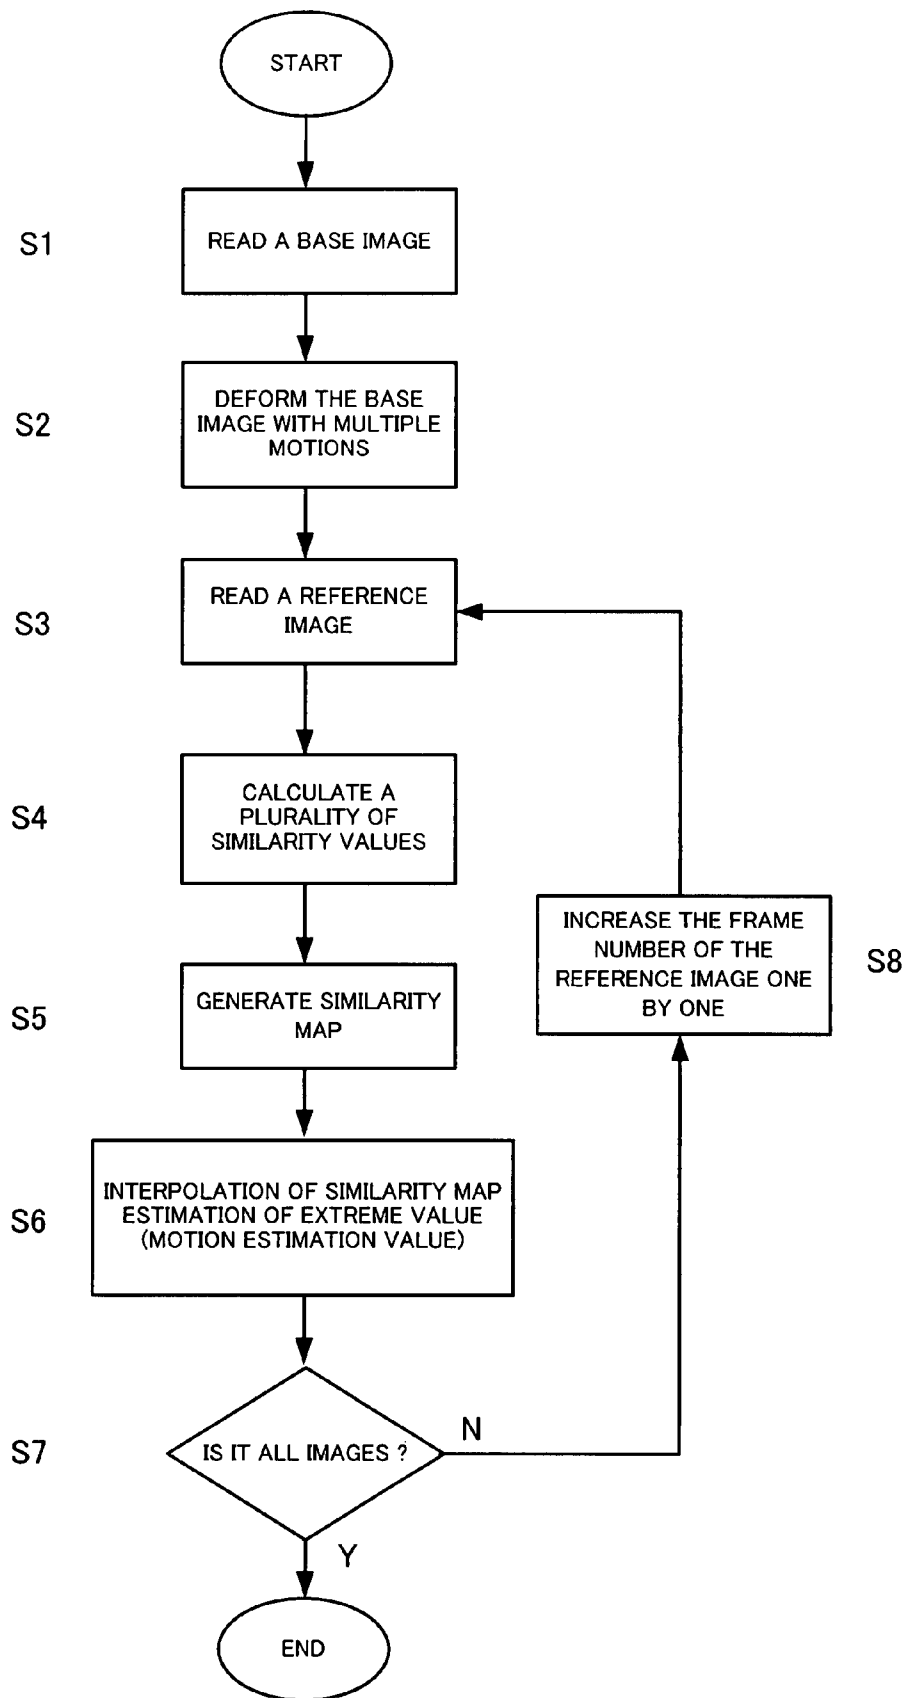 START
S1
READ A BASE IMAGE
S2
DEFORM THE BASE
IMAGE WITH MULTIPLE
MOTIONS
S3
READ A REFERENCE
IMAGE
S4
CALCULATE A
PLURALITY OF
SIMILARITY VALUES
INCREASE THE FRAME
NUMBER OF THE
REFERENCE IMAGE ONE
BY ONE
S8
S5
GENERATE SIMILARITY
MAP
S6
INTERPOLATION OF SIMILARITY MAP
ESTIMATION OF EXTREME VALUE
(MOTION ESTIMATION VALUE)
S7
IS IT ALL IMAGES ?
N
Y
END